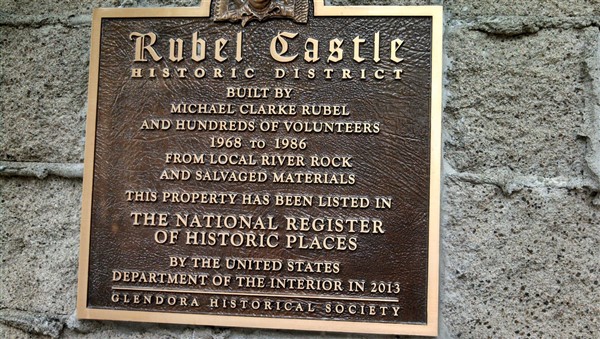 Rubel Castle
HISTORIC DISTRICT
BUILT BY
MICHAEL CLARKE RUBEL
AND HUNDREDS OF VOLUNTEERS
1968 TO 1986
FROM LOCAL RIVER ROCK
AND SALVAGED MATERIALS
THIS PROPERTY HAS BEEN LISTED IN
THE NATIONAL REGISTER
OF HISTORIC PLACES
BY THE UNITED STATES
DEPARTMENT OF THE INTERIOR IN 2013
GLENDORA HISTORICAL SOCIETY